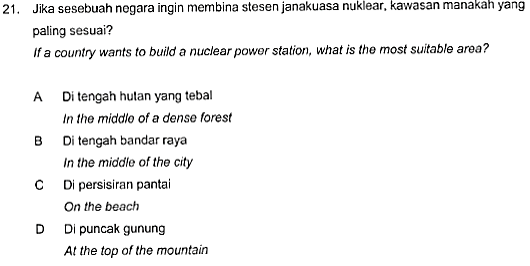 21. Jika sesebuah negara ingin membina stesen janakuasa nuklear, kawasan manakah yang
paling sesuai?
If a country wants to build a nuclear power station, what is the most suitable area?
A Di tengah hutan yang tebal
In the middle of a dense forest
B Di tengah bandar raya
In the middle of the city
C Di persisiran pantai
On the beach
D Di puncak gunung
At the top of the mountain